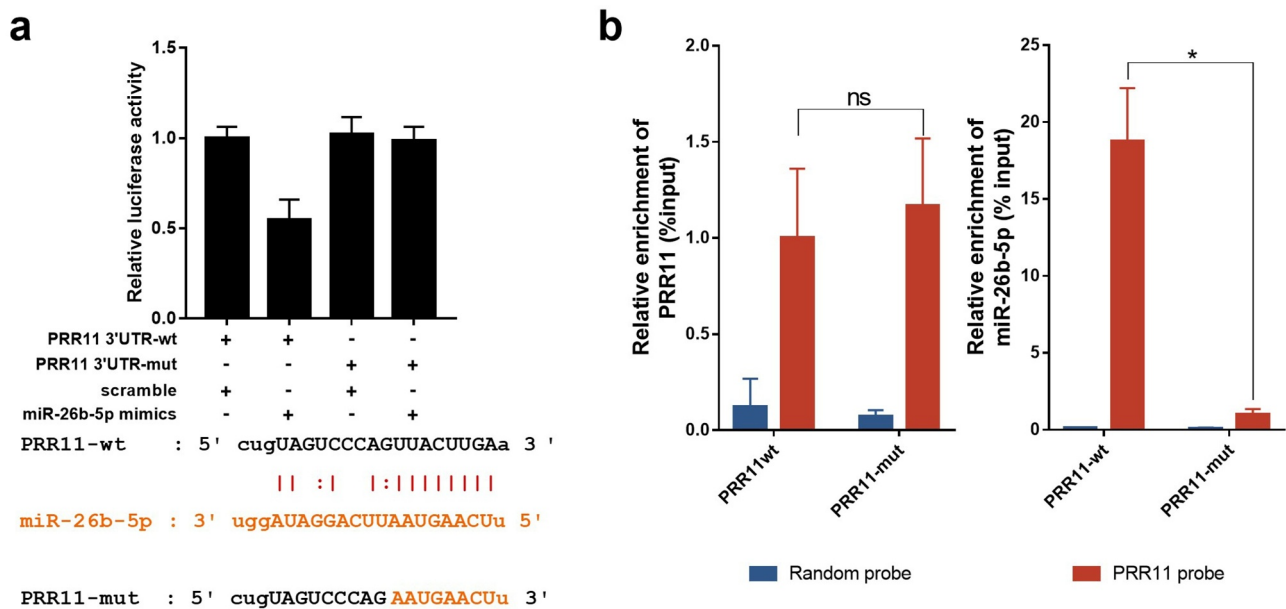 a
Relative luciferase activity
1.5
1.0
0.5
0.0
PRR11 3'UTR-wt + + - -
PRR11 3'UTR-mut - - + +
scramble + - + -
miR-26b-5p mimics - + - +
PRR11-wt : 5' cugUAGUCCCAGUUACUUGAa 3'
|| :| |:||||||||
miR-26b-5p : 3' uggAUAGGACUUAAUGAACUu 5'
PRR11-mut : 5' cugUAGUCCCAGAAUGAACUu 3'
b
Relative enrichment of
PRR11 (%input)
2.0
1.5
1.0
0.5
0.0
ns
PRR11wt
PRR11-mut
Relative enrichment of
miR-26b-5p (% input)
25
20
15
10
5
0
*
PRR11-wt
PRR11-mut
Random probe
PRR11 probe